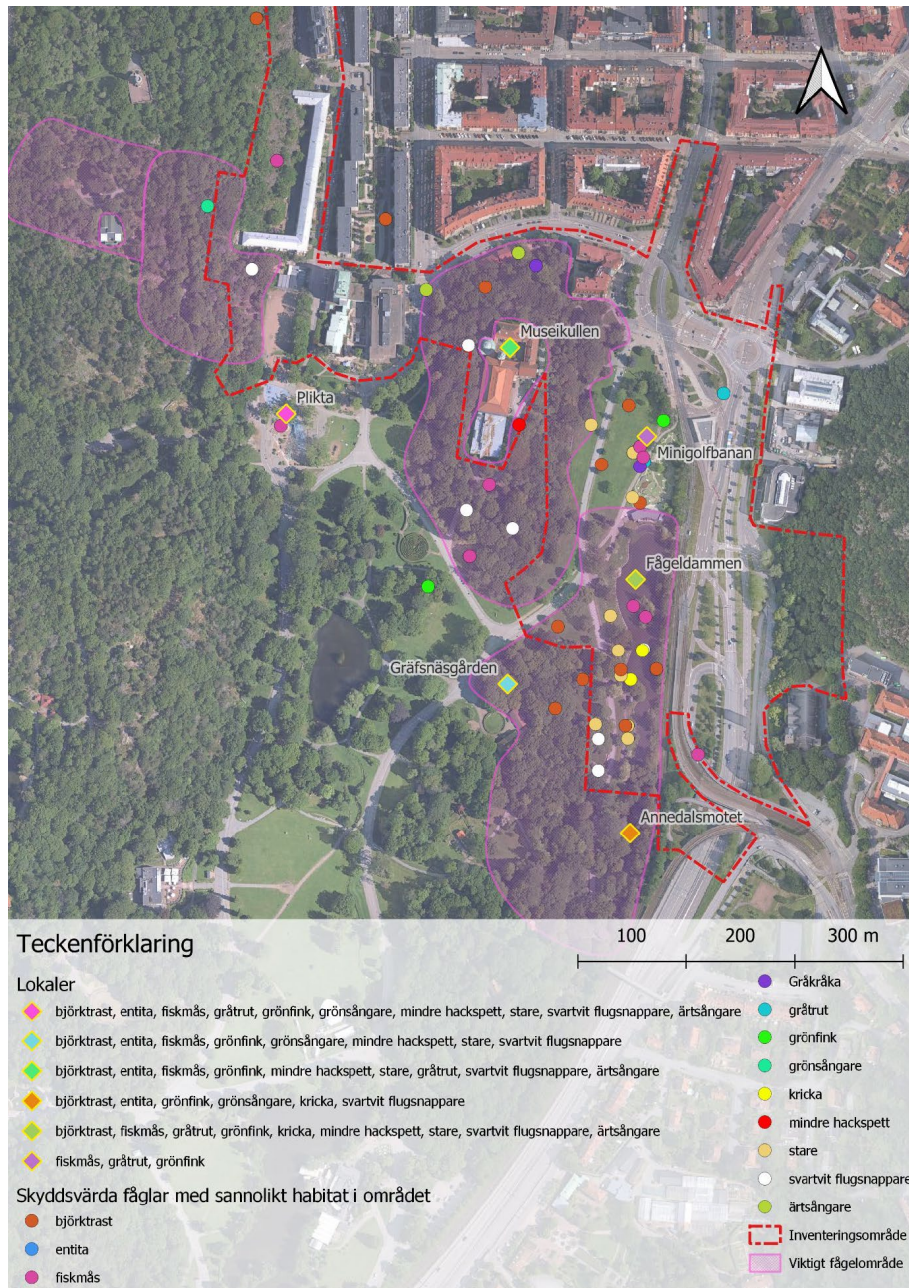 Museikullen
Plikta
Minigolfbanan
Fågeldammen
Gräfsnäsgården
Annedalsmotet
Teckenförklaring
100 200 300 m
Lokaler
björktrast, entita, fiskmås, gråtrut, grönfink, grönsångare, mindre hackspett, stare, svartvit flugsnappare, ärtsångare
björktrast, entita, fiskmås, grönfink, grönsångare, mindre hackspett, stare, svartvit flugsnappare
björktrast, entita, fiskmås, grönfink, mindre hackspett, stare, gråtrut, svartvit flugsnappare, ärtsångare
björktrast, entita, grönfink, grönsångare, kricka, svartvit flugsnappare
björktrast, fiskmås, gråtrut, grönfink, kricka, mindre hackspett, stare, svartvit flugsnappare, ärtsångare
fiskmås, gråtrut, grönfink
Skyddsvärda fåglar med sannolikt habitat i området
björktrast
entita
fiskmås
Gråkråka
gråtrut
grönfink
grönsångare
kricka
mindre hackspett
stare
svartvit flugsnappare
ärtsångare
Inventeringsområde
Viktigt fågelområde